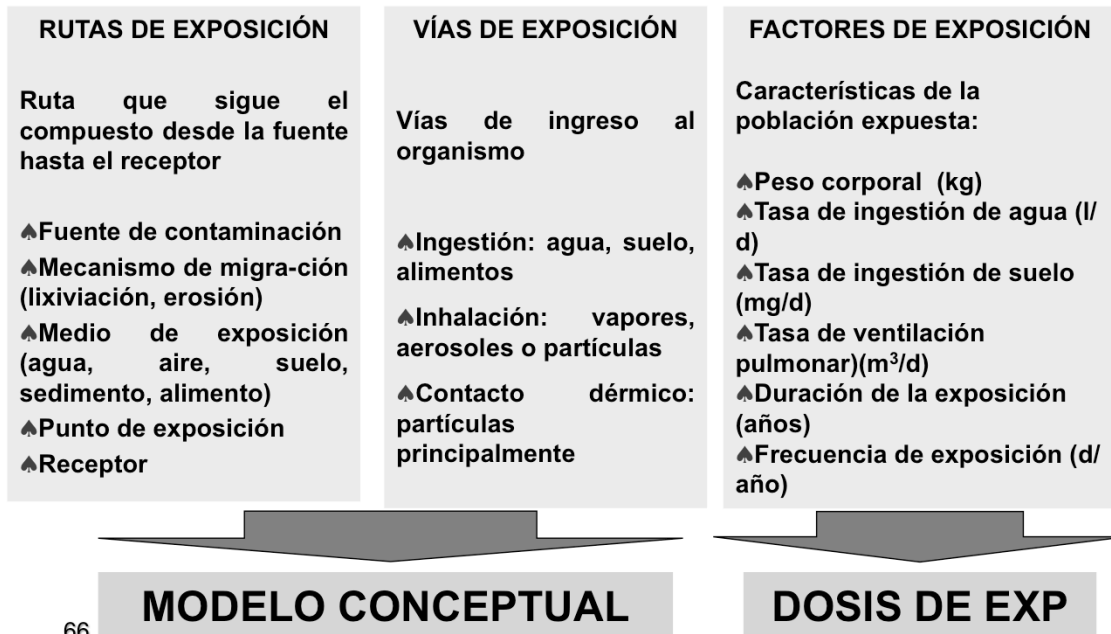 RUTAS DE EXPOSICIÓN
Ruta que sigue el
compuesto desde la fuente
hasta el receptor
♠Fuente de contaminación
♠Mecanismo de migra-ción
(lixiviación, erosión)
♠Medio de exposición
(agua, aire, suelo,
sedimento, alimento)
♠Punto de exposición
♠Receptor
VÍAS DE EXPOSICIÓN
Vías de ingreso al
organismo
♠Ingestión: agua, suelo,
alimentos
♠Inhalación: vapores,
aerosoles o partículas
♠Contacto dérmico:
partículas
principalmente
FACTORES DE EXPOSICIÓN
Características de la
población expuesta:
♠Peso corporal (kg)
♠Tasa de ingestión de agua (l/
d)
♠Tasa de ingestión de suelo
(mg/d)
♠Tasa de ventilación
pulmonar)(m³/d)
♠Duración de la exposición
(años)
♠Frecuencia de exposición (d/
año)
MODELO CONCEPTUAL
DOSIS DE EXP
66